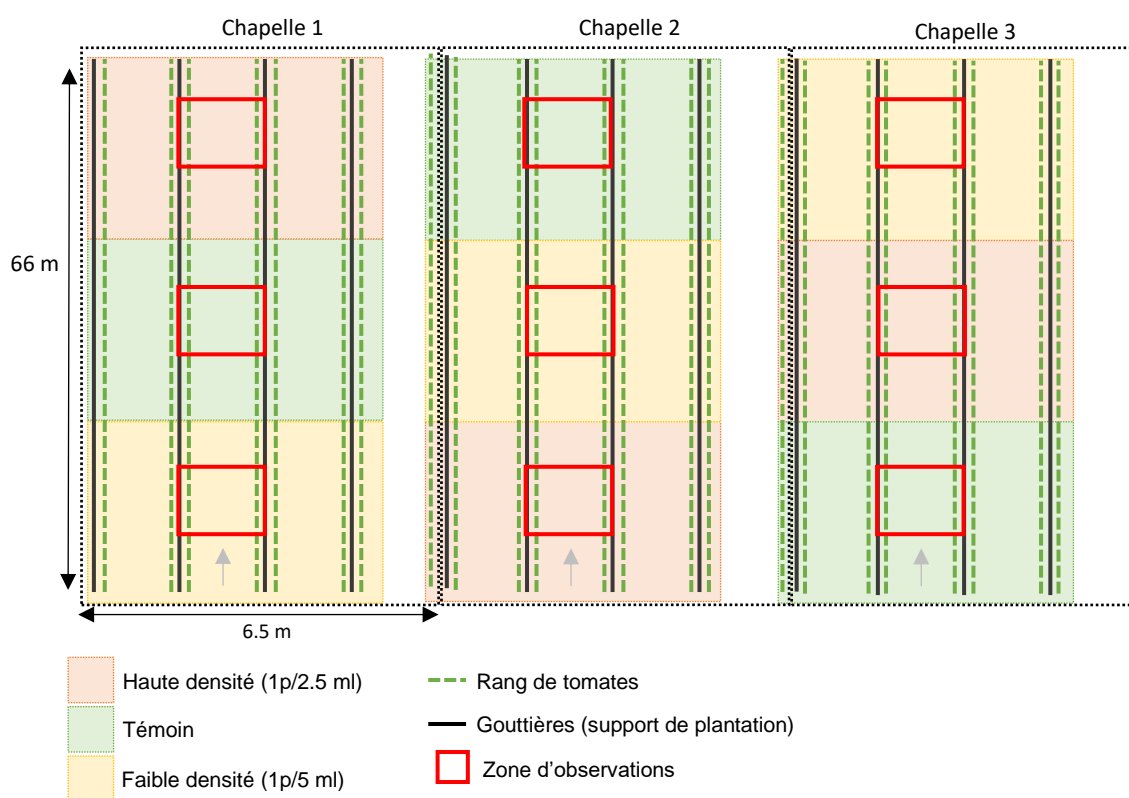 Chapelle 1
Chapelle 2
Chapelle 3
66 m
6.5 m
Haute densité (1p/2.5 ml)
Témoin
Faible densité (1p/5 ml)
Rang de tomates
Gouttières (support de plantation)
Zone d'observations